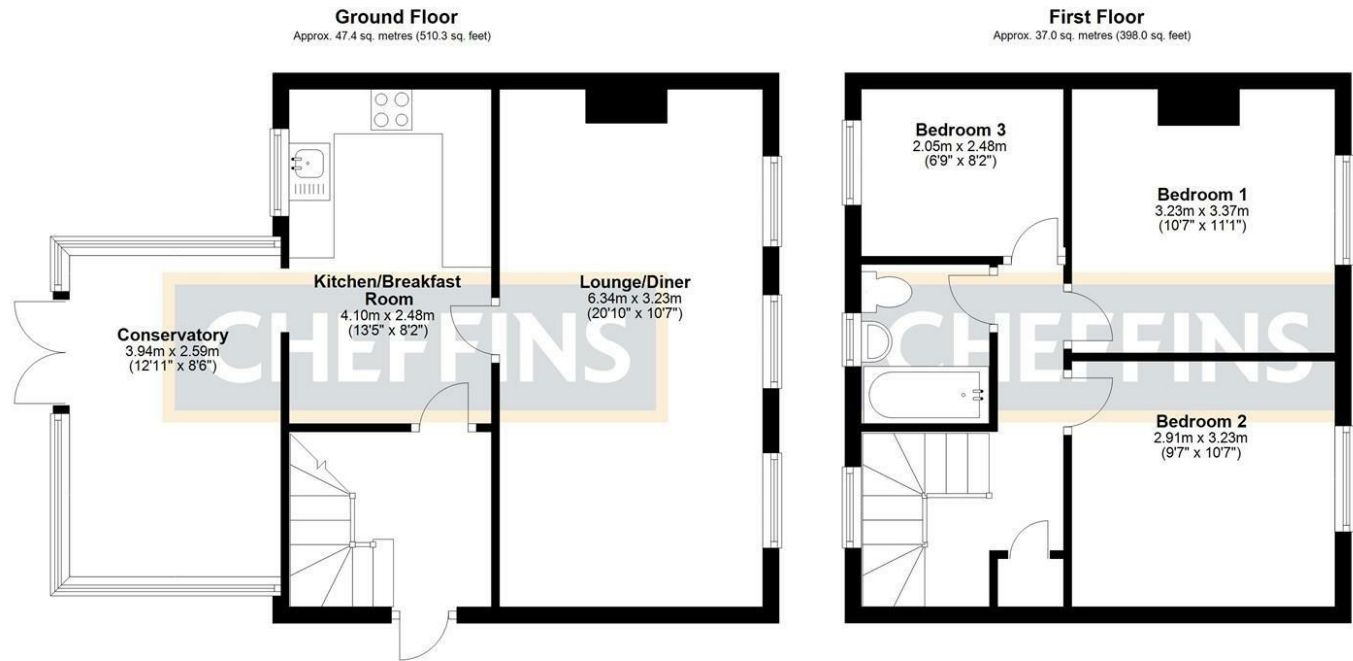 Ground Floor
Approx. 47.4 sq. metres (510.3 sq. feet)
Kitchen/Breakfast
Room
4.10m x 2.48m
(13'5" x 8'2")
Lounge/Diner
6.34m x 3.23m
(20'10" x 10'7")
Conservatory
3.94m x 2.59m
(12'11" x 8'6")
CHEFFINS
First Floor
Approx. 37.0 sq. metres (398.0 sq. feet)
Bedroom 3
2.05m x 2.48m
(6'9" x 8'2")
Bedroom 1
3.23m x 3.37m
(10'7" x 11'1")
CHEFFINS
Bedroom 2
2.91m x 3.23m
(9'7" x 10'7")